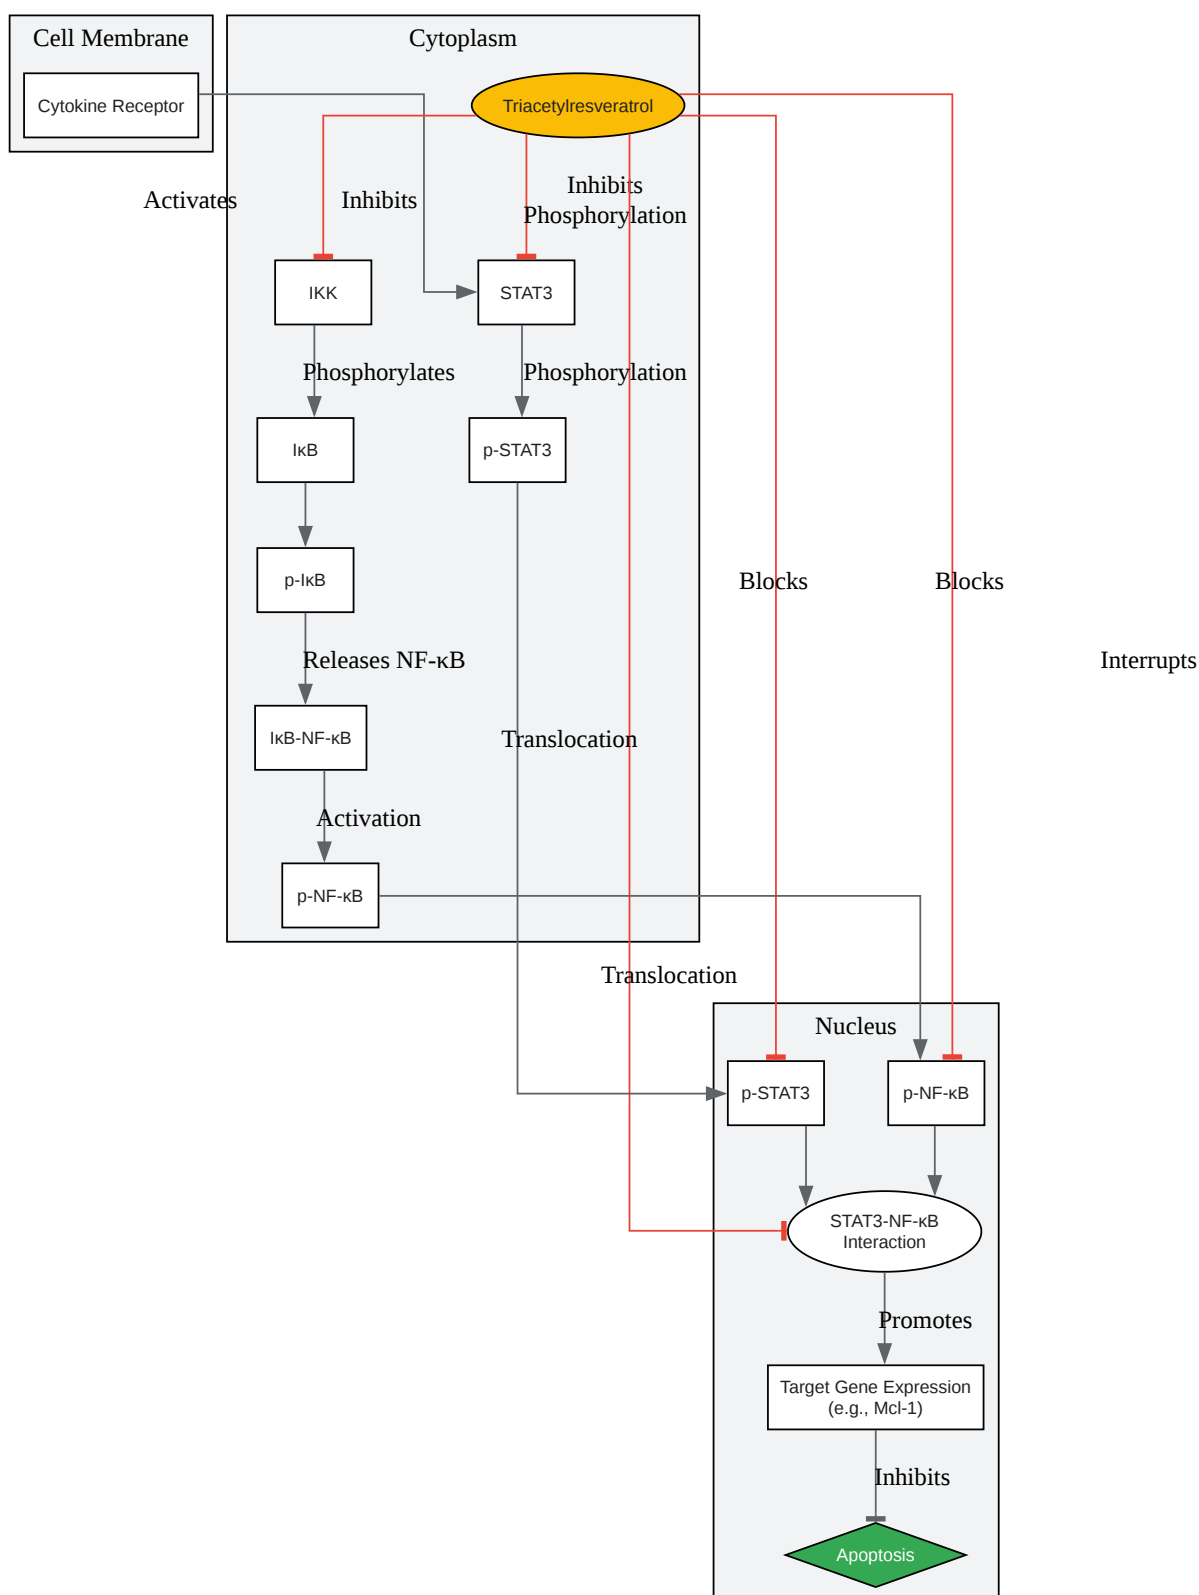 Cell Membrane
Cytoplasm
Cytokine Receptor
Triacetylresveratrol
Activates
Inhibits
Inhibits
Phosphorylation
IKK
STAT3
Phosphorylates
Phosphorylation
IκB
p-STAT3
p-IκB
Blocks
Blocks
Releases NF-κB
Interrupts
IκB-NF-κB
Translocation
Activation
p-NF-κB
Translocation
Nucleus
p-STAT3
p-NF-κB
STAT3-NF-κB
Interaction
Promotes
Target Gene Expression
(e.g., Mcl-1)
Inhibits
Apoptosis